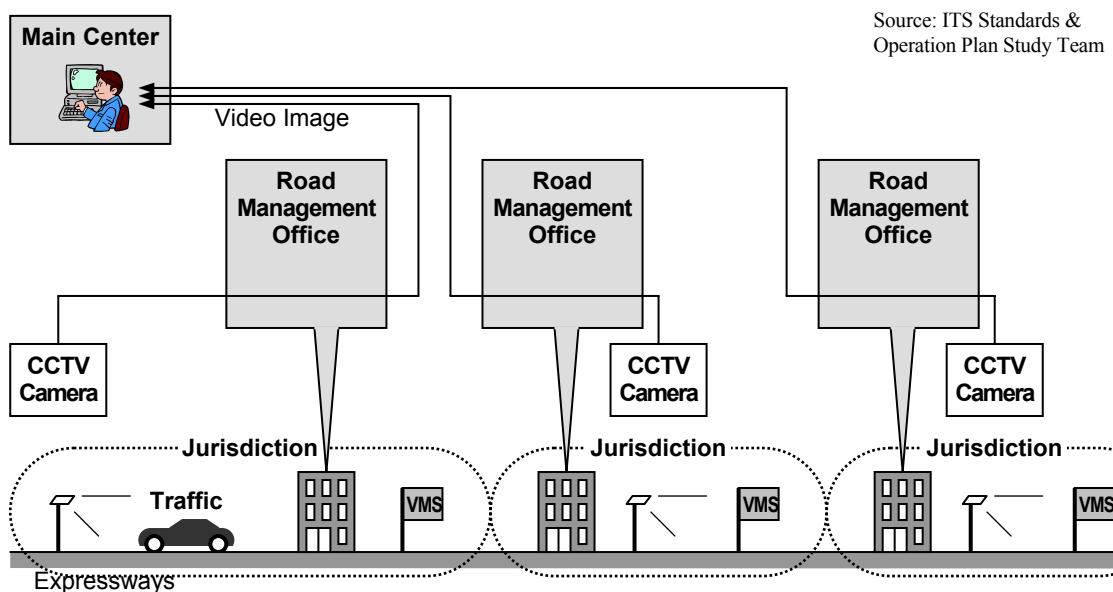 Source: ITS Standards &
Operation Plan Study Team
Main Center
Video Image
Road
Management
Office
Road
Management
Office
Road
Management
Office
CCTV
Camera
CCTV
Camera
CCTV
Camera
Jurisdiction
Jurisdiction
Jurisdiction
Traffic
VMS
VMS
VMS
Expressways